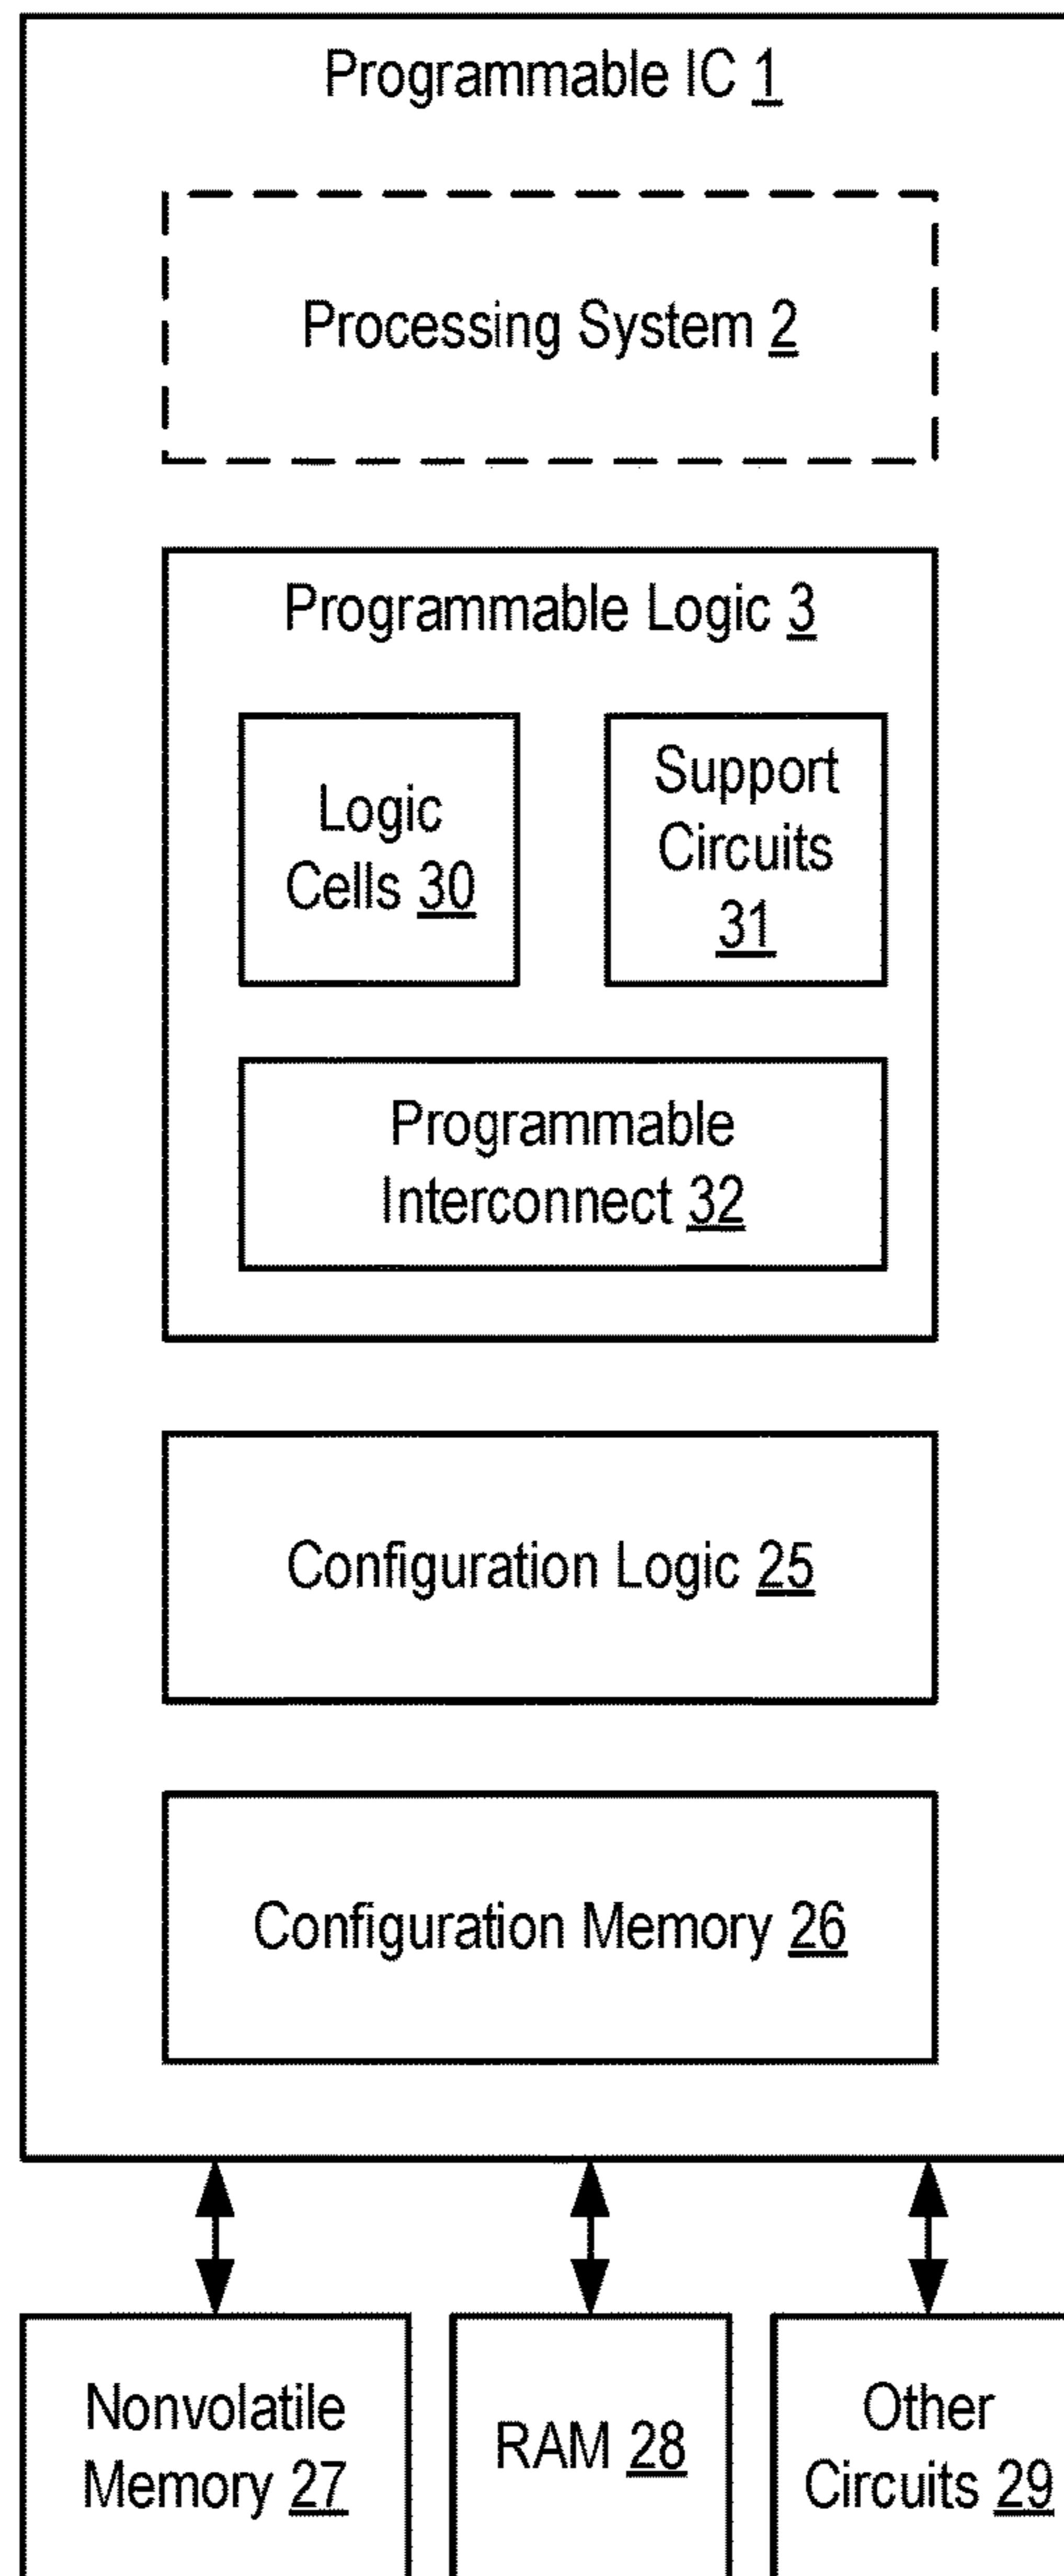 Programmable IC 1
Processing System 2
Programmable Logic 3
Logic
Cells 30
Support
Circuits
31
Programmable
Interconnect 32
Configuration Logic 25
Configuration Memory 26
Nonvolatile
Memory 27
RAM 28
Other
Circuits 29